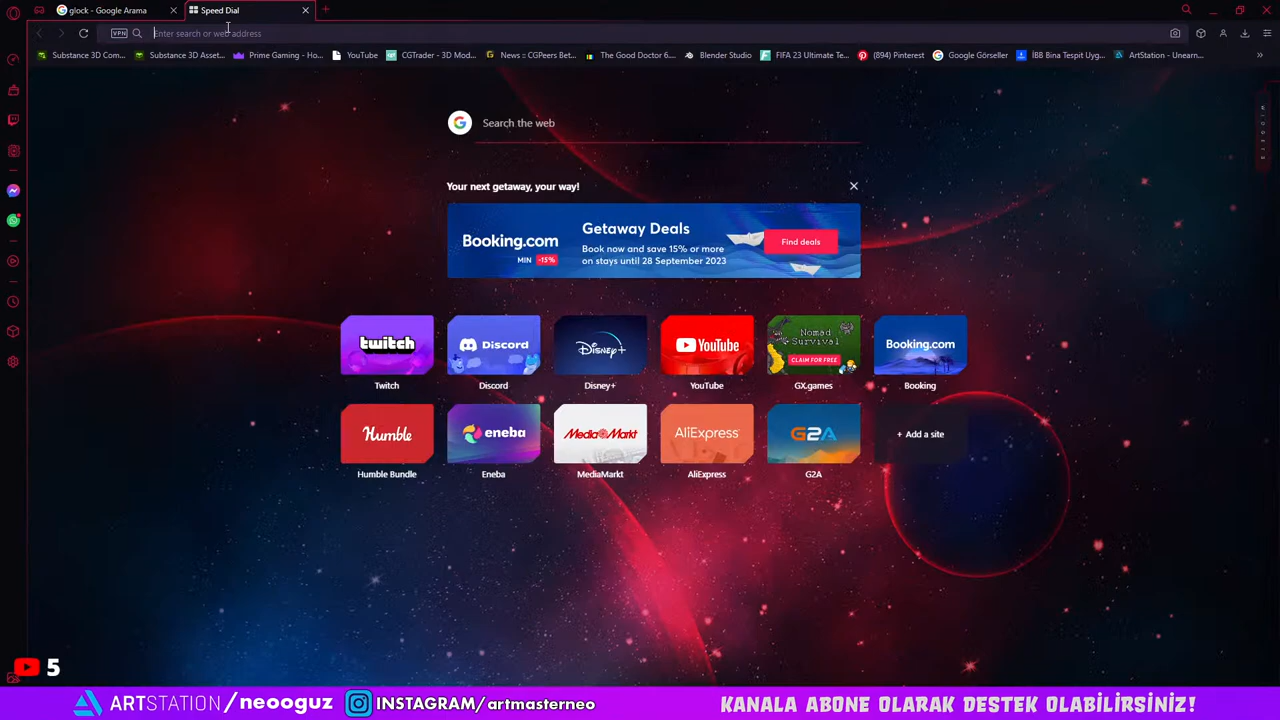 glock - Google Arama
Speed Dial
VPN
Enter search or web address
Substance 3D Com...
Substance 3D Asset...
Prime Gaming - Ho...
YouTube
CGTrader - 3D Mod...
News :: CGPeers Bet...
The Good Doctor 6....
Blender Studio
FIFA 23 Ultimate Te...
(894) Pinterest
Google Görseller
İBB Bina Tespit Uyg...
ArtStation - Unearn...
Search the web
WIDGETS
Your next getaway, your way!
Booking.com
MIN -15%
Getaway Deals
Book now and save 15% or more
on stays until 28 September 2023
Find deals
twitch
Discord
Disney+
YouTube
Nomad
Survival
CLAIM FOR FREE
Booking.com
Twitch
Discord
Disney+
YouTube
GX.games
Booking
Humble
eneba
MediaMarkt
AliExpress
G2A
+ Add a site
Humble Bundle
Eneba
MediaMarkt
AliExpress
G2A
5
ARTSTATION/neooguz
INSTAGRAM/artmasterneo
KANALA ABONE OLARAK DESTEK OLABİLİRSİNİZ!